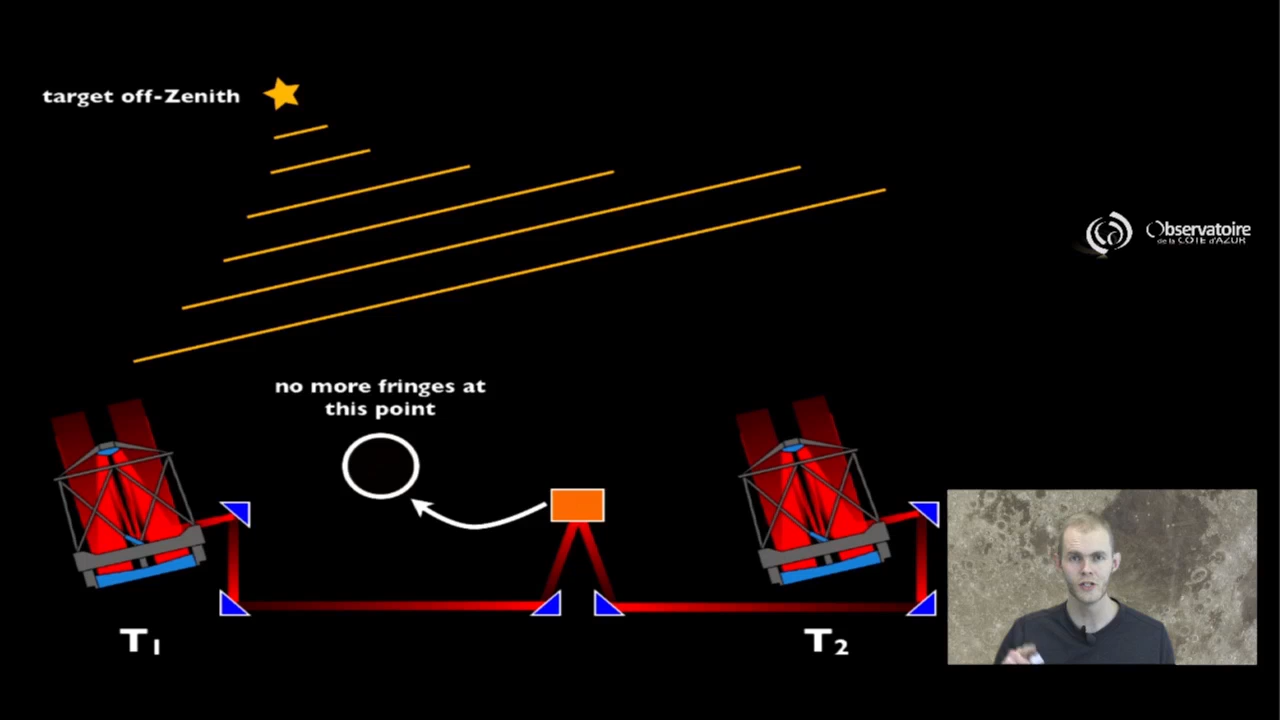 target off-Zenith
Observatoire
de la CÔTE d'AZUR
no more fringes at
this point
T1
T2